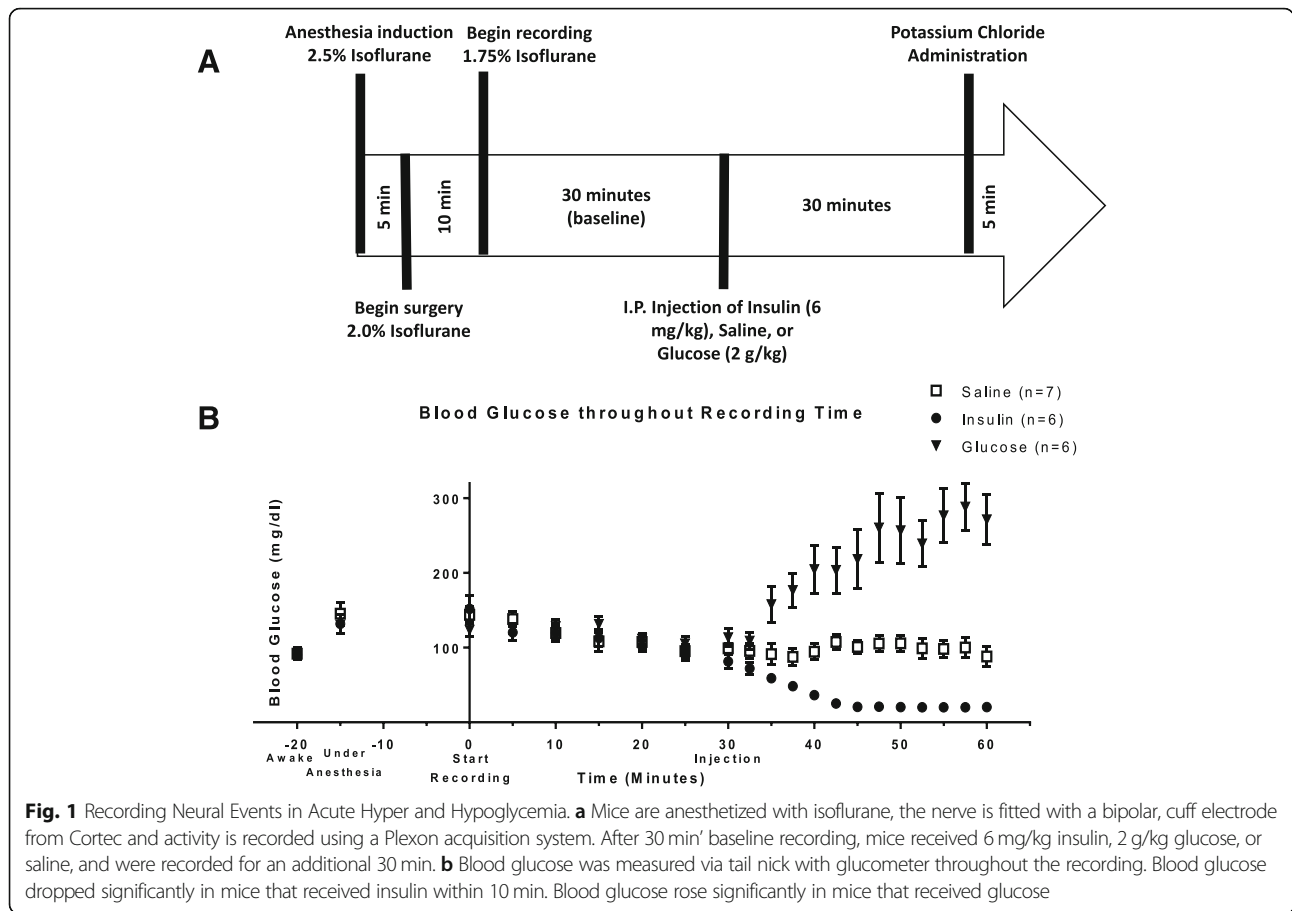 Anesthesia induction
2.5% Isoflurane
Begin recording
1.75% Isoflurane
Potassium Chloride
Administration
A
5 min
10 min
30 minutes
(baseline)
30 minutes
5 min
Begin surgery
2.0% Isoflurane
I.P. Injection of Insulin (6
mg/kg), Saline, or
Glucose (2 g/kg)
B
Blood Glucose throughout Recording Time
Saline (n=7)
Insulin (n=6)
Glucose (n=6)
Blood Glucose (mg/dl)
300
200
100
-20
-10
0
10
20
30
40
50
60
Awake
Under
Anesthesia
Start
Recording
Injection
Time (Minutes)
Fig. 1 Recording Neural Events in Acute Hyper and Hypoglycemia. a Mice are anesthetized with isoflurane, the nerve is fitted with a bipolar, cuff electrode
from Cortec and activity is recorded using a Plexon acquisition system. After 30 min' baseline recording, mice received 6 mg/kg insulin, 2 g/kg glucose, or
saline, and were recorded for an additional 30 min. b Blood glucose was measured via tail nick with glucometer throughout the recording. Blood glucose
dropped significantly in mice that received insulin within 10 min. Blood glucose rose significantly in mice that received glucose